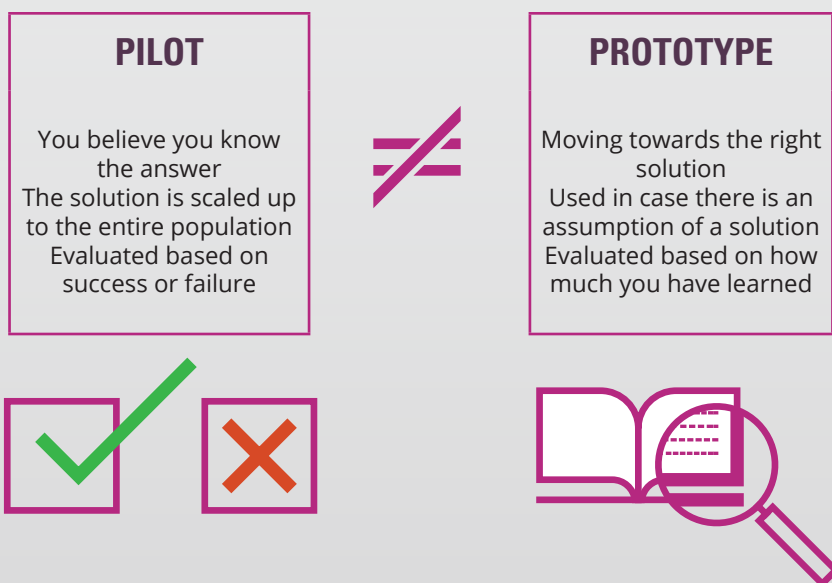 PILOT
You believe you know
the answer
The solution is scaled up
to the entire population
Evaluated based on
success or failure
≠
PROTOTYPE
Moving towards the right
solution
Used in case there is an
assumption of a solution
Evaluated based on how
much you have learned